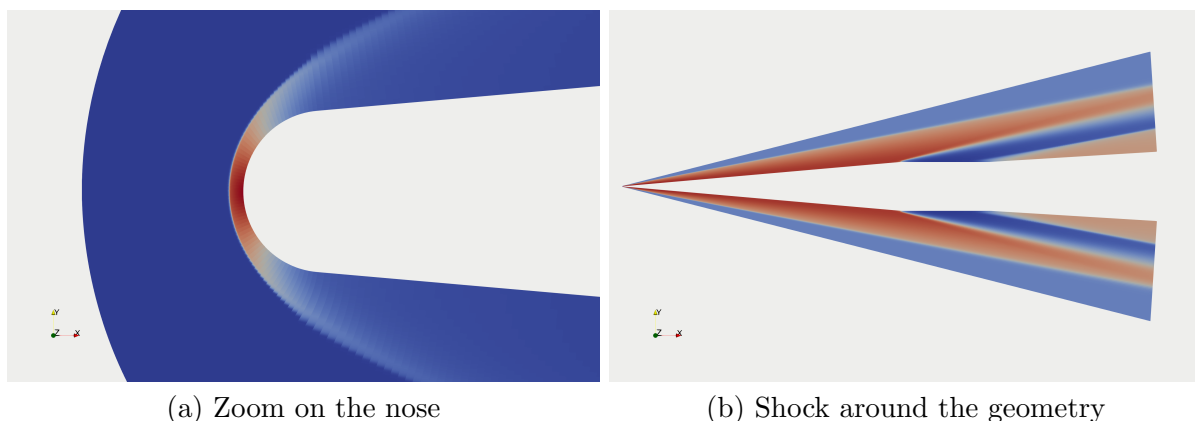 Y
Z X
Y
Z X
(a) Zoom on the nose
(b) Shock around the geometry